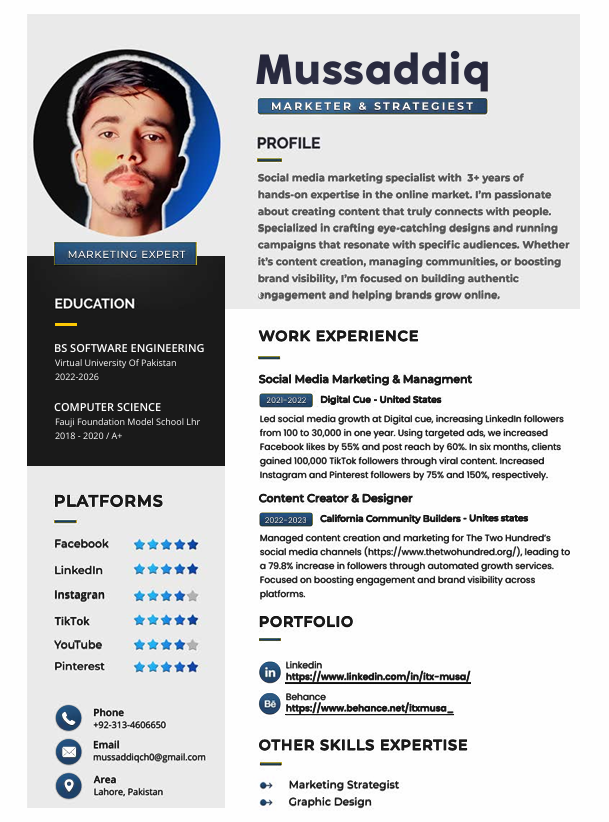 Mussaddiq
MARKETER & STRATEGIEST
PROFILE
Social media marketing specialist with 3+ years of
hands-on expertise in the online market. I'm passionate
about creating content that truly connects with people.
Specialized in crafting eye-catching designs and running
campaigns that resonate with specific audiences. Whether
it's content creation, managing communities, or boosting
brand visibility, I'm focused on building authentic
engagement and helping brands grow online.
MARKETING EXPERT
EDUCATION
BS SOFTWARE ENGINEERING
Virtual University Of Pakistan
2022-2026
COMPUTER SCIENCE
Fauji Foundation Model School Lhr
2018 - 2020 / A+
PLATFORMS
Facebook
LinkedIn
Instagran
TikTok
YouTube
Pinterest
Phone
+92-313-4606650
Email
mussaddiqch0@gmail.com
Area
Lahore, Pakistan
WORK EXPERIENCE
Social Media Marketing & Managment
2021-2022 Digital Cue - United States
Led social media growth at Digital cue, increasing LinkedIn followers
from 100 to 30,000 in one year. Using targeted ads, we increased
Facebook likes by 55% and post reach by 60%. In six months, clients
gained 100,000 TikTok followers through viral content. Increased
Instagram and Pinterest followers by 75% and 150%, respectively.
Content Creator & Designer
2022-2023 California Community Builders - Unites states
Managed content creation and marketing for The Two Hundred's
social media channels (https://www.thetwohundred.org/), leading to
a 79.8% increase in followers through automated growth services.
Focused on boosting engagement and brand visibility across
platforms.
PORTFOLIO
in Linkedin
https://www.linkedin.com/in/itx-musa/
Bē Behance
https://www.behance.net/itxmusa_
OTHER SKILLS EXPERTISE
Marketing Strategist
Graphic Design